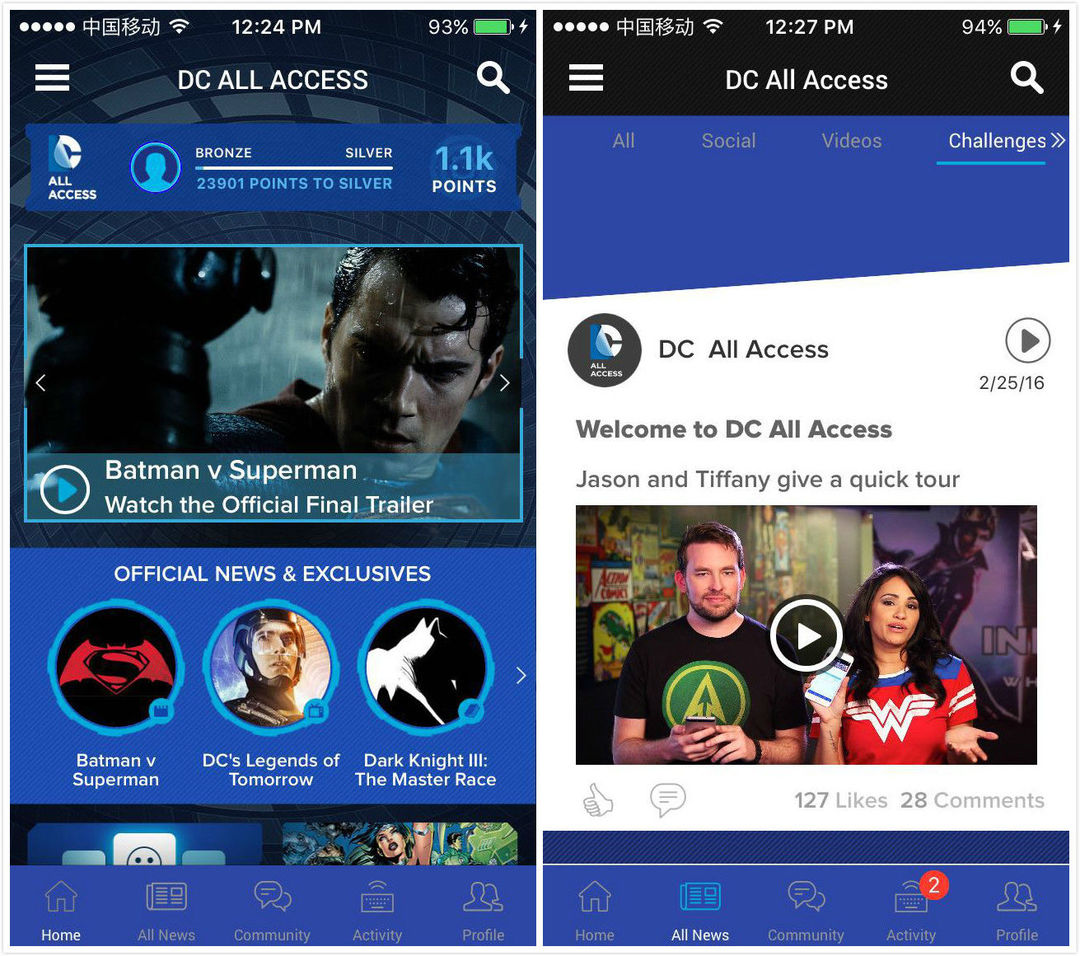 中国移动 12:24 PM 93%
DC ALL ACCESS
BRONZE SILVER
1.1k
ALL
ACCESS
23901 POINTS TO SILVER
POINTS
Batman v Superman
Watch the Official Final Trailer
OFFICIAL NEWS & EXCLUSIVES
Batman v
Superman
DC's Legends of
Tomorrow
Dark Knight III:
The Master Race
Home All News Community Activity Profile
中国移动 12:27 PM 94%
DC All Access
All Social Videos Challenges
DC
ALL
ACCESS
DC All Access
2/25/16
Welcome to DC All Access
Jason and Tiffany give a quick tour
ACTION
COMICS
IN
WH
127 Likes 28 Comments
2
Home All News Community Activity Profile